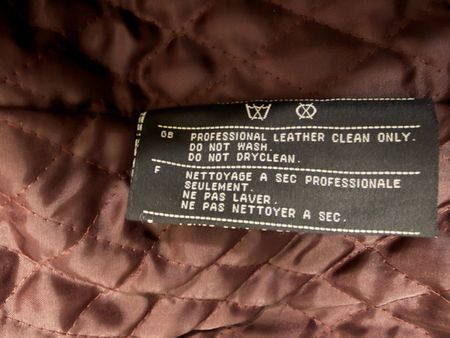 GB PROFESSIONAL LEATHER CLEAN ONLY.
DO NOT WASH.
DO NOT DRYCLEAN.
F NETTOYAGE A SEC PROFESSIONALE
SEULEMENT.
NE PAS LAVER.
NE PAS NETTOYER A SEC.